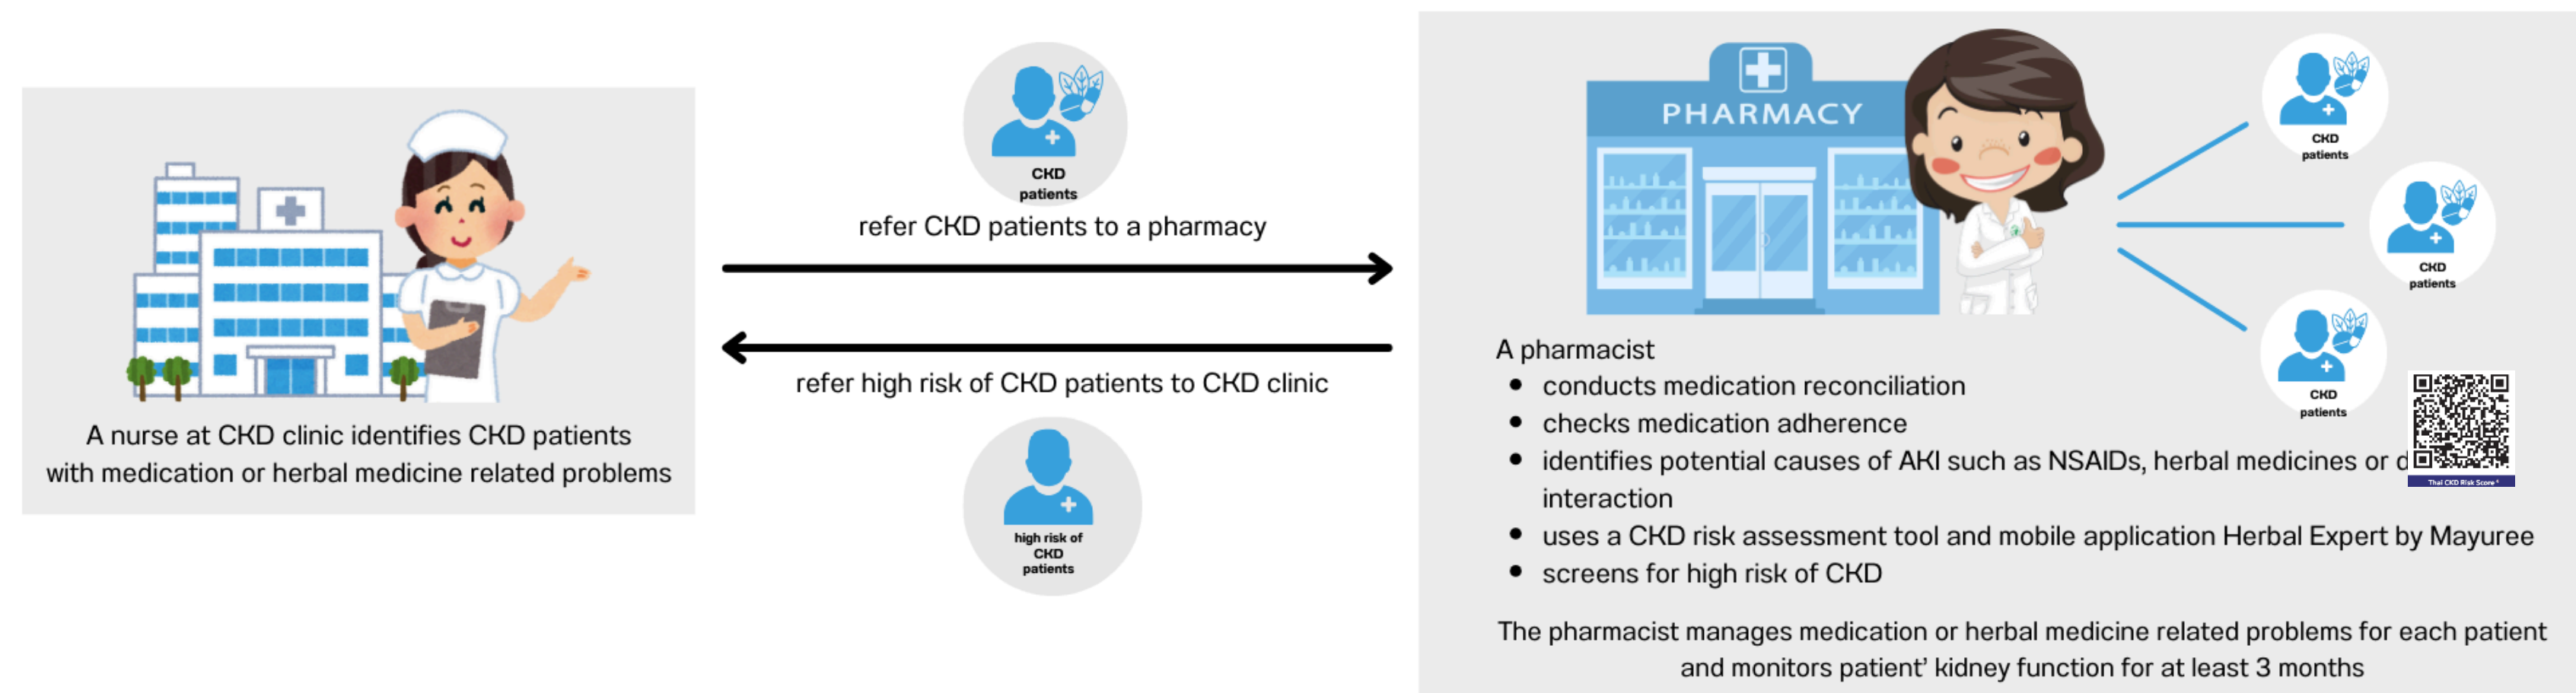 A nurse at CKD clinic identifies CKD patients
with medication or herbal medicine related problems
CKD
patients
refer CKD patients to a pharmacy
refer high risk of CKD patients to CKD clinic
high risk of
CKD
patients
PHARMACY
CKD
patients
CKD
patients
CKD
patients
A pharmacist
• conducts medication reconciliation
• checks medication adherence
• identifies potential causes of AKI such as NSAIDs, herbal medicines or
interaction
• uses a CKD risk assessment tool and mobile application Herbal Expert by Mayuree
• screens for high risk of CKD
Thai CKD Risk Score
The pharmacist manages medication or herbal medicine related problems for each patient
and monitors patient’ kidney function for at least 3 months